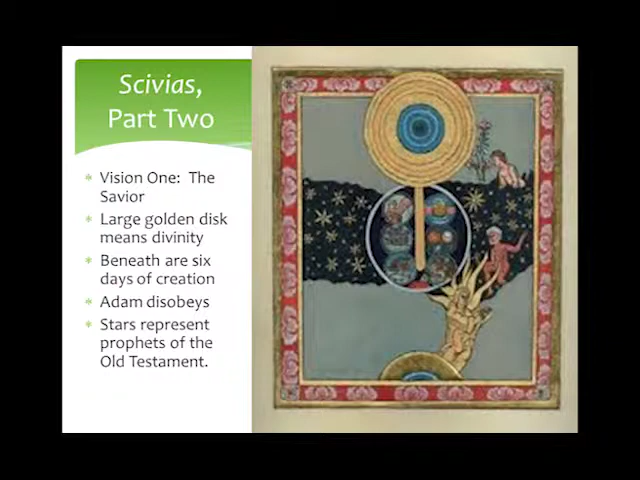 Scivias,
Part Two
Vision One: The
Savior
Large golden disk
means divinity
Beneath are six
days of creation
Adam disobeys
Stars represent
prophets of the
Old Testament.